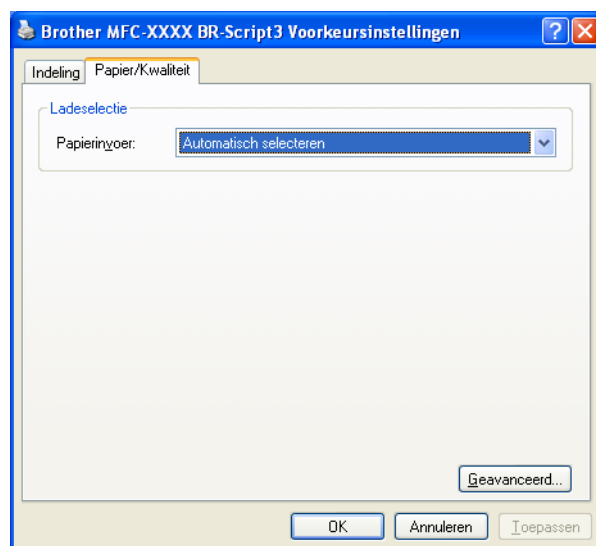 Brother MFC-XXXX BR-Script3 Voorkeursinstellingen
Indeling Papier/Kwaliteit
Ladeselectie
Papierinvoer: Automatisch selecteren
Geavanceerd...
OK Annuleren Toepassen